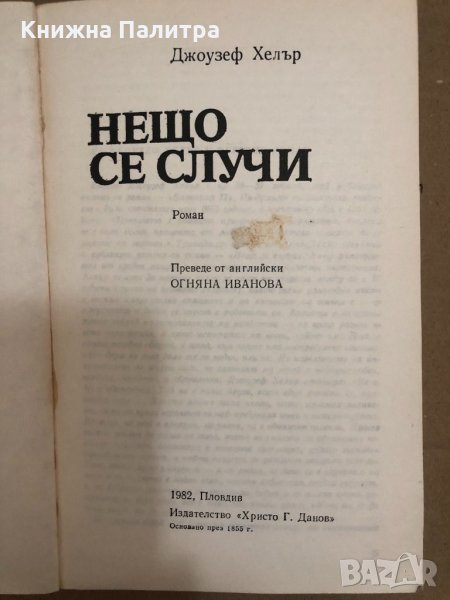 Книжна Палитра
Джоузеф Хелър
НЕЩО
СЕ СЛУЧИ
Роман
Преведе от английски
ОГНЯНА ИВАНОВА
1982, Пловдив
Издателство «Христо Г. Данов»
Основано през 1855 г.
BAZAR